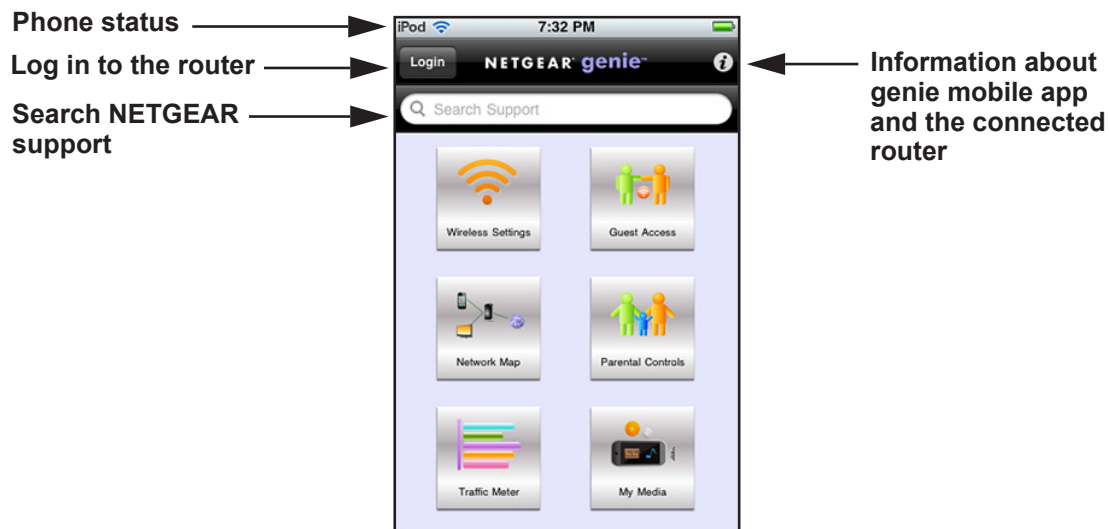 Phone status
Log in to the router
Search NETGEAR
support
iPod 7:32 PM
Login NETGEAR genie™
Search Support
Wireless Settings Guest Access
Network Map Parental Controls
Traffic Meter My Media
Information about
genie mobile app
and the connected
router